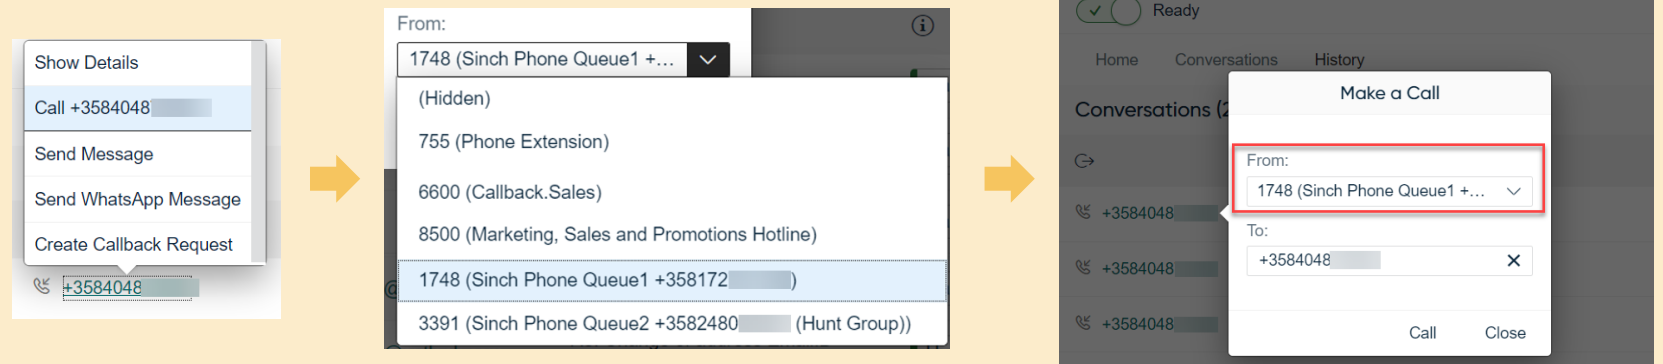 Show Details
Call +3584048
Send Message
Send WhatsApp Message
Create Callback Request
+3584048
From:
1748 (Sinch Phone Queue1 +...
(Hidden)
755 (Phone Extension)
6600 (Callback.Sales)
8500 (Marketing, Sales and Promotions Hotline)
1748 (Sinch Phone Queue1 +358172 )
3391 (Sinch Phone Queue2 +3582480 (Hunt Group))
Ready
Home Conversations History
Conversations (2
Make a Call
From:
1748 (Sinch Phone Queue1 +...
+3584048
To:
+3584048
+3584048
+3584048
Call Close